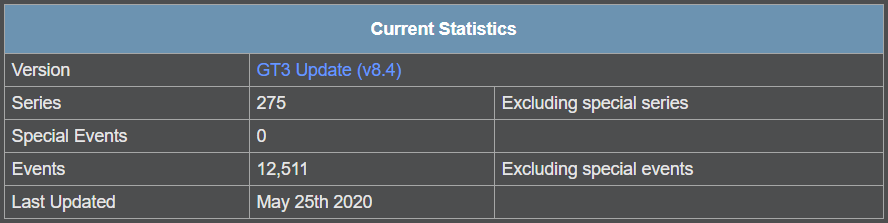 Current Statistics
Version GT3 Update (v8.4)
Series 275 Excluding special series
Special Events 0
Events 12,511 Excluding special events
Last Updated May 25th 2020